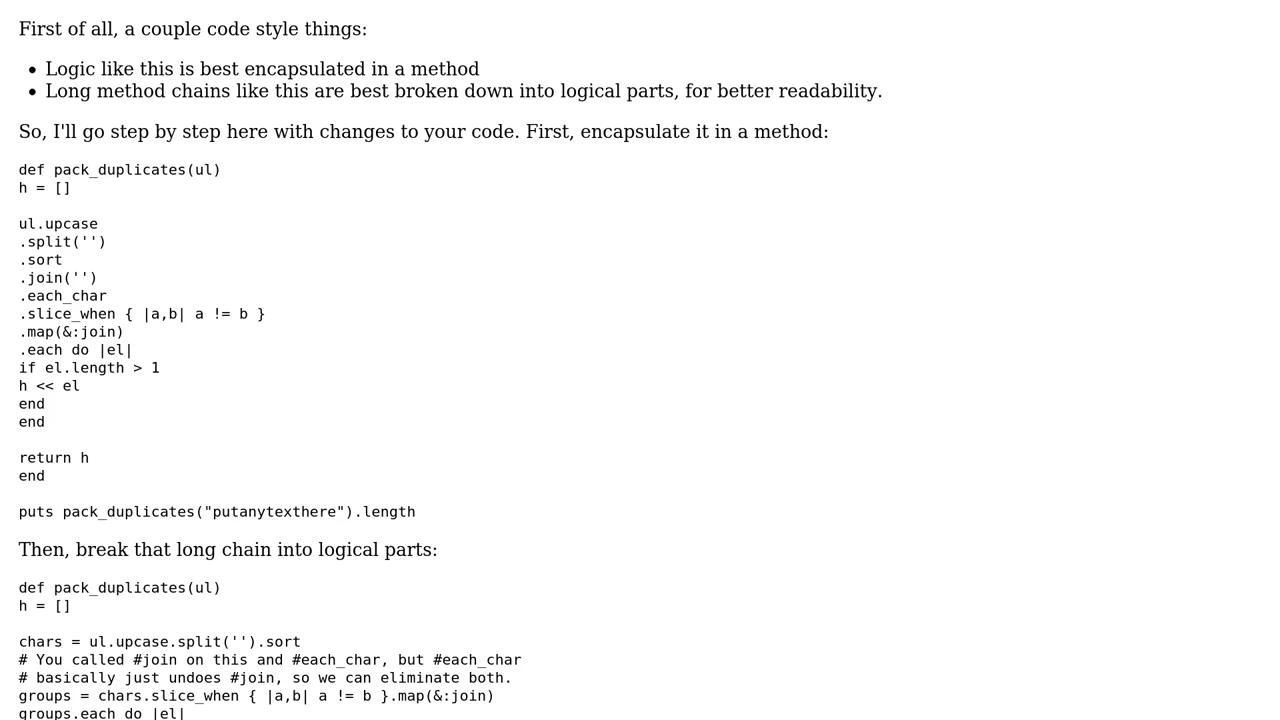 First of all, a couple code style things:
Logic like this is best encapsulated in a method
Long method chains like this are best broken down into logical parts, for better readability.
So, I'll go step by step here with changes to your code. First, encapsulate it in a method:
def pack_duplicates(ul)
h = []
ul.upcase
.split('')
.sort
.join('')
.each_char
.slice_when { |a,b| a != b }
.map(&:join)
.each do |el|
if el.length > 1
h << el
end
end
return h
end
puts pack_duplicates("putanytexthere").length
Then, break that long chain into logical parts:
def pack_duplicates(ul)
h = []
chars = ul.upcase.split('').sort
# You called #join on this and #each_char, but #each_char
# basically just undoes #join, so we can eliminate both.
groups = chars.slice_when { |a,b| a != b }.map(&:join)
groups.each do |el|